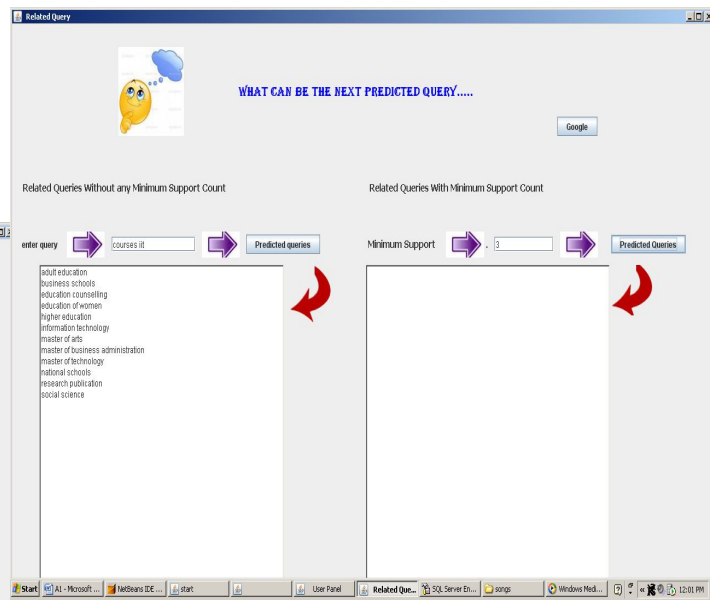 Related Query
WHAT CAN BE THE NEXT PREDICTED QUERY.....
Google
Related Queries Without any Minimum Support Count
Related Queries With Minimum Support Count
enter query courses iit Predicted queries
Minimum Support . 3 Predicted Queries
adult education
business schools
education counselling
education of women
higher education
information technology
master of arts
master of business administration
master of technology
national schools
research publication
social science
Start A1 - Microsoft ... NetBeans IDE ... start User Panel Related Que... SQL Server En... songs Windows Medi... « 12:01 PM